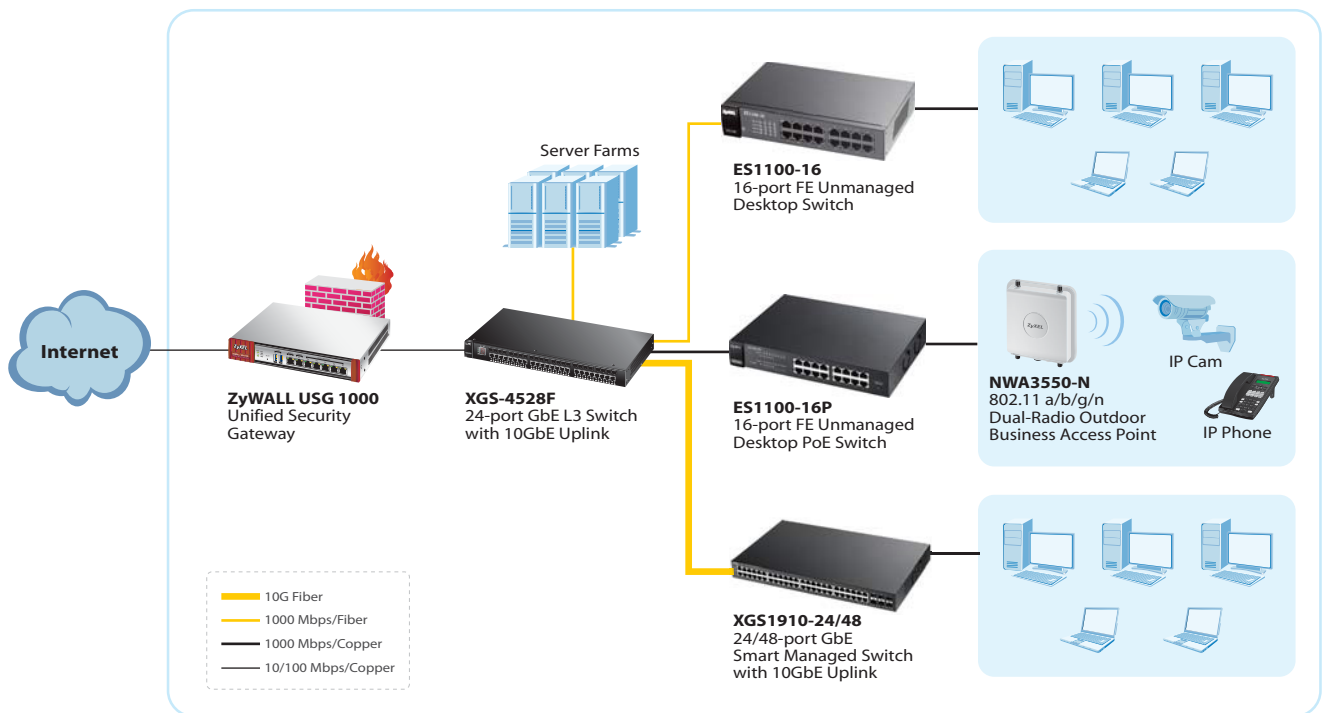 Server Farms
ES1100-16
16-port FE Unmanaged
Desktop Switch
Internet
ZyWALL USG 1000
Unified Security
Gateway
XGS-4528F
24-port GbE L3 Switch
with 10GbE Uplink
ES1100-16P
16-port FE Unmanaged
Desktop PoE Switch
ZyXEL
NWA3550-N
802.11 a/b/g/n
Dual-Radio Outdoor
Business Access Point
IP Cam
IP Phone
XGS1910-24/48
24/48-port GbE
Smart Managed Switch
with 10GbE Uplink
10G Fiber
1000 Mbps/Fiber
1000 Mbps/Copper
10/100 Mbps/Copper